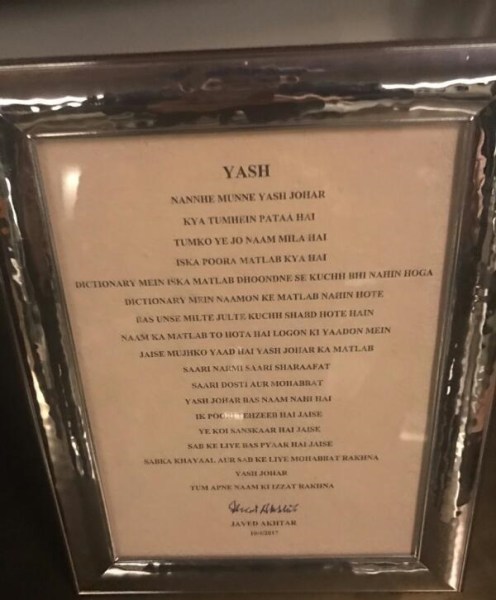 YASH
NANNHE MUNNE YASH JOHAR
KYA TUMHEIN PATAA HAI
TUMKO YE JO NAAM MILA HAI
ISKA POORA MATLAB KYA HAI
DICTIONARY MEIN ISKA MATLAB DHOONDNE SE KUCHH BHI NAHIN HOGA
DICTIONARY MEIN NAAMON KE MATLAB NAHIN HOTE
BAS UNSE MILTE JULTE KUCHH SHABD HOTE HAIN
NAAM KA MATLAB TO HOTA HAI LOGON KI YAADON MEIN
JAISE MUJHKO YAAD HAI YASH JOHAR KA MATLAB
SAARI NARMI SAARI SHARAAFAT
SAARI DOSTI AUR MOHABBAT
YASH JOHAR BAS NAAM NAHI HAI
IK POORI TEHZEEB HAI JAISE
YE KOI SANSKAAR HAI JAISE
SAB KE LIYE BAS PYAAR HAI JAISE
SABKA KHAYAAL AUR SAB KE LIYE MOHABBAT RAKHNA
YASH JOHAR
TUM APNE NAAM KI IZZAT RAKHNA
JAVED AKHTAR